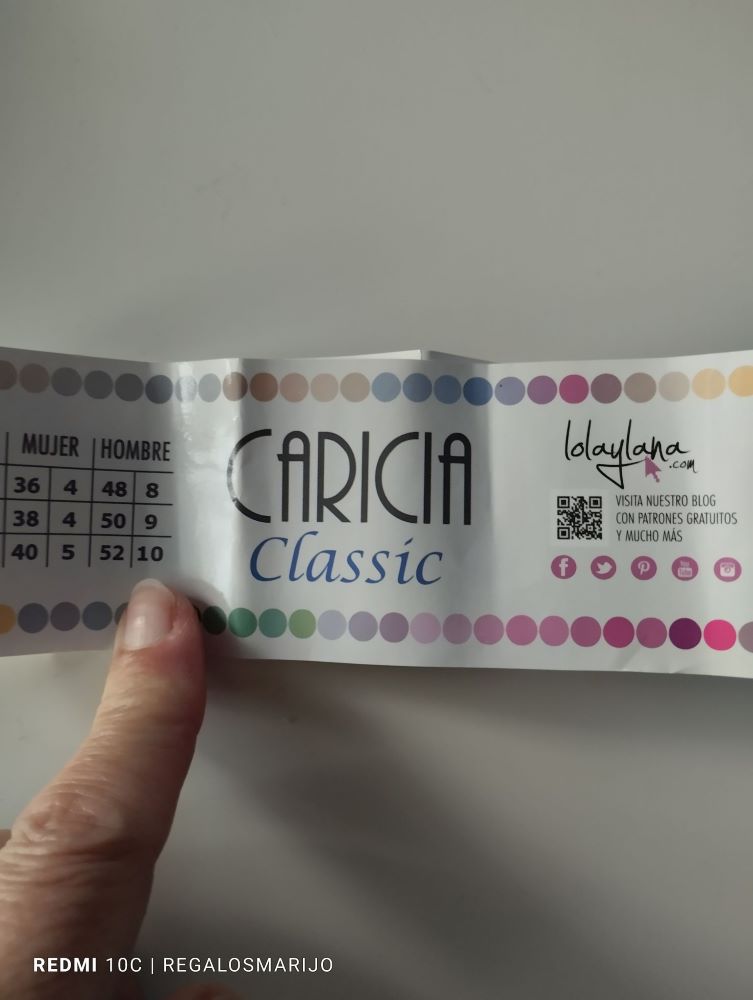 MUJER HOMBRE
36 4 48 8
38 4 50 9
40 5 52 10
CARICIA
Classic
lolaylana
.com
VISITA NUESTRO BLOG
CON PATRONES GRATUITOS
Y MUCHO MÁS
REDMI 10C | REGALOSMARIJO